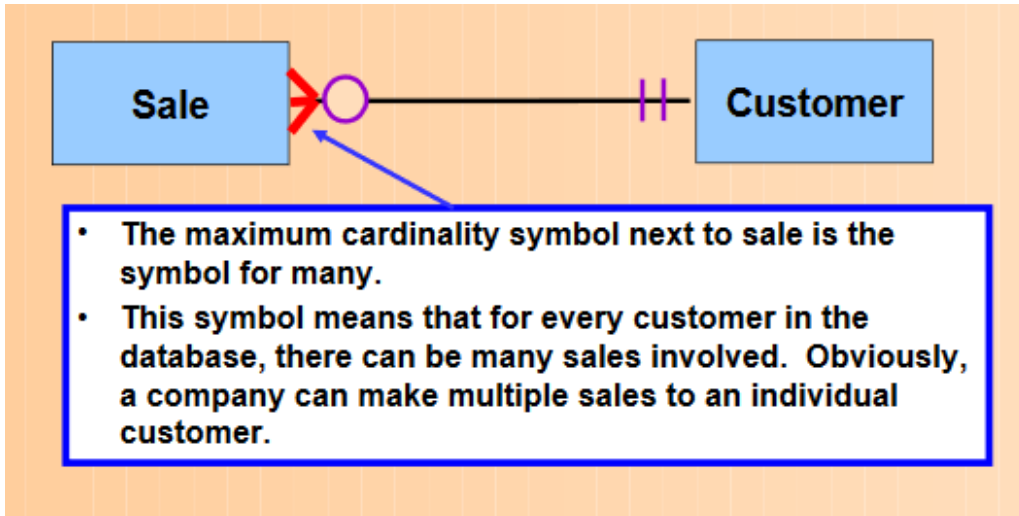 Sale
Customer
• The maximum cardinality symbol next to sale is the
symbol for many.
• This symbol means that for every customer in the
database, there can be many sales involved.  Obviously,
a company can make multiple sales to an individual
customer.